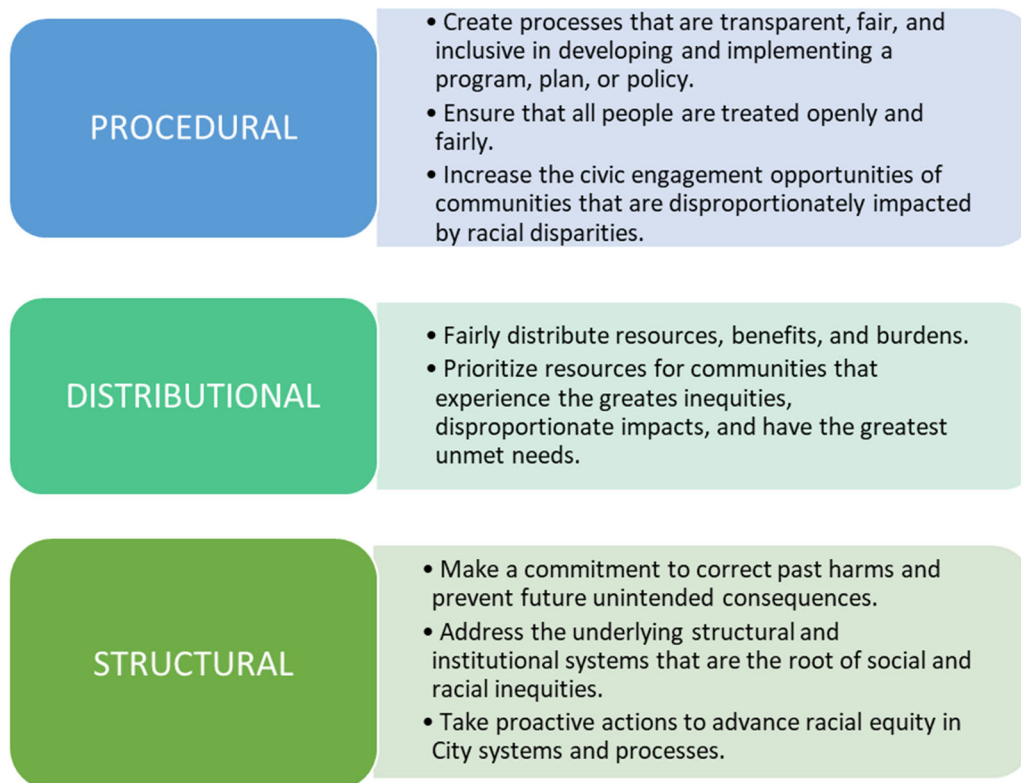 PROCEDURAL
• Create processes that are transparent, fair, and
inclusive in developing and implementing a
program, plan, or policy.
• Ensure that all people are treated openly and
fairly.
• Increase the civic engagement opportunities of
communities that are disproportionately impacted
by racial disparities.
DISTRIBUTIONAL
• Fairly distribute resources, benefits, and burdens.
• Prioritize resources for communities that
experience the greates inequities,
disproportionate impacts, and have the greatest
unmet needs.
STRUCTURAL
• Make a commitment to correct past harms and
prevent future unintended consequences.
• Address the underlying structural and
institutional systems that are the root of social and
racial inequities.
• Take proactive actions to advance racial equity in
City systems and processes.